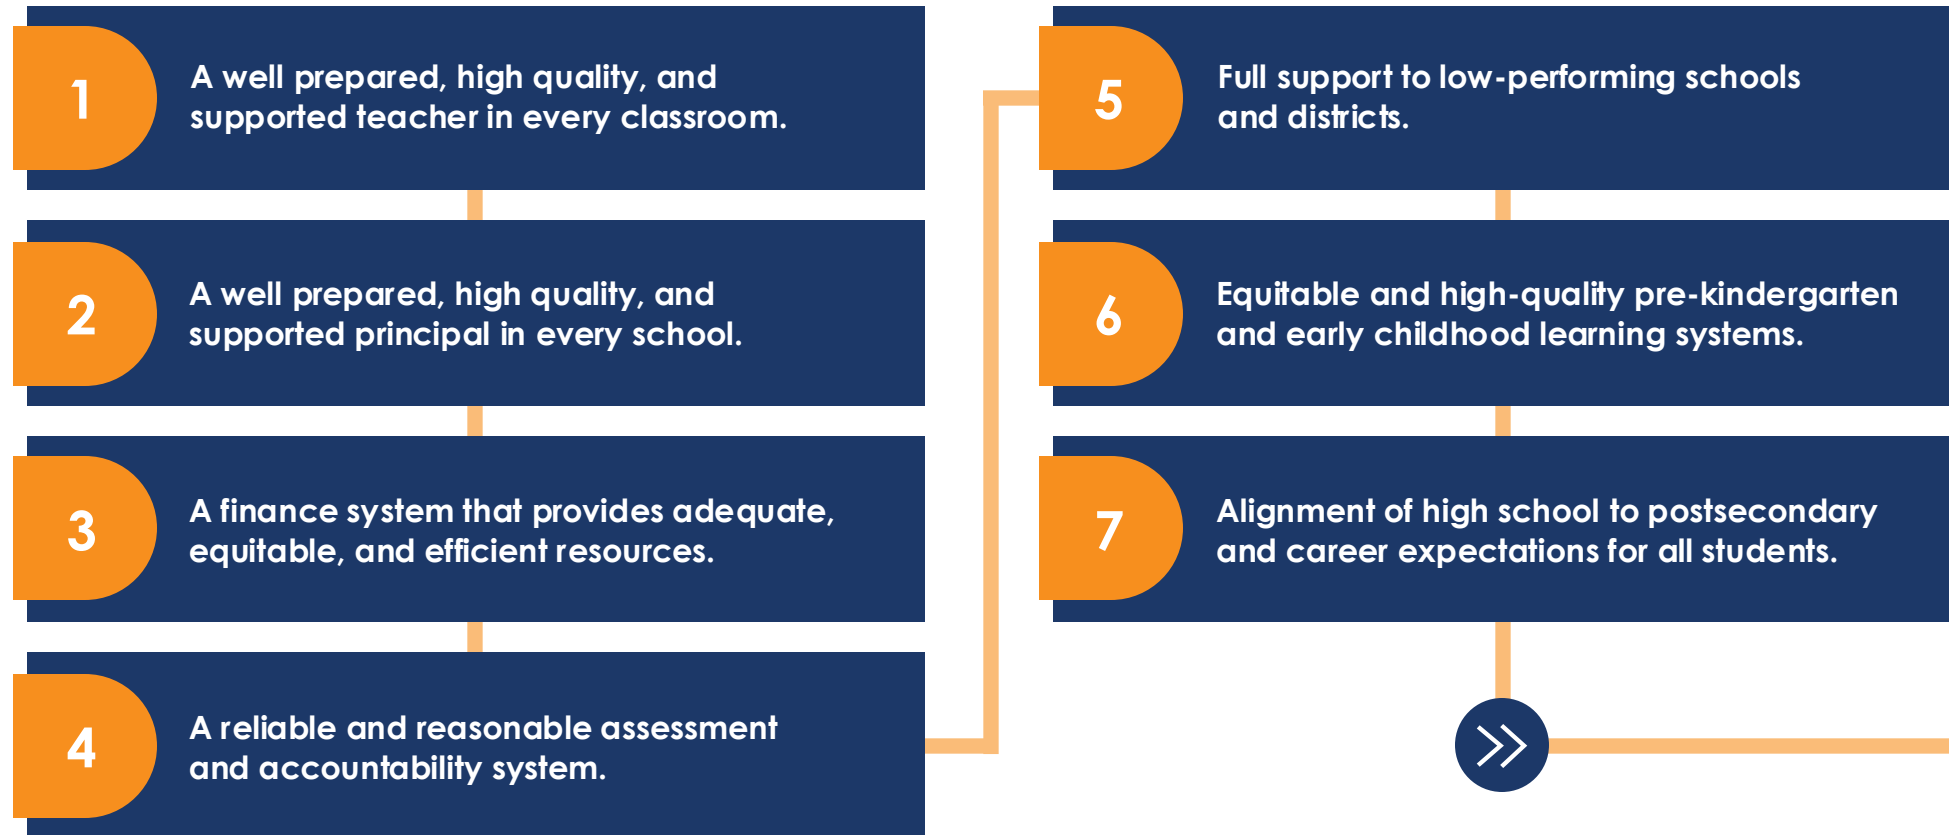 1
A well prepared, high quality, and
supported teacher in every classroom.
2
A well prepared, high quality, and
supported principal in every school.
3
A finance system that provides adequate,
equitable, and efficient resources.
4
A reliable and reasonable assessment
and accountability system.
5
Full support to low-performing schools
and districts.
6
Equitable and high-quality pre-kindergarten
and early childhood learning systems.
7
Alignment of high school to postsecondary
and career expectations for all students.